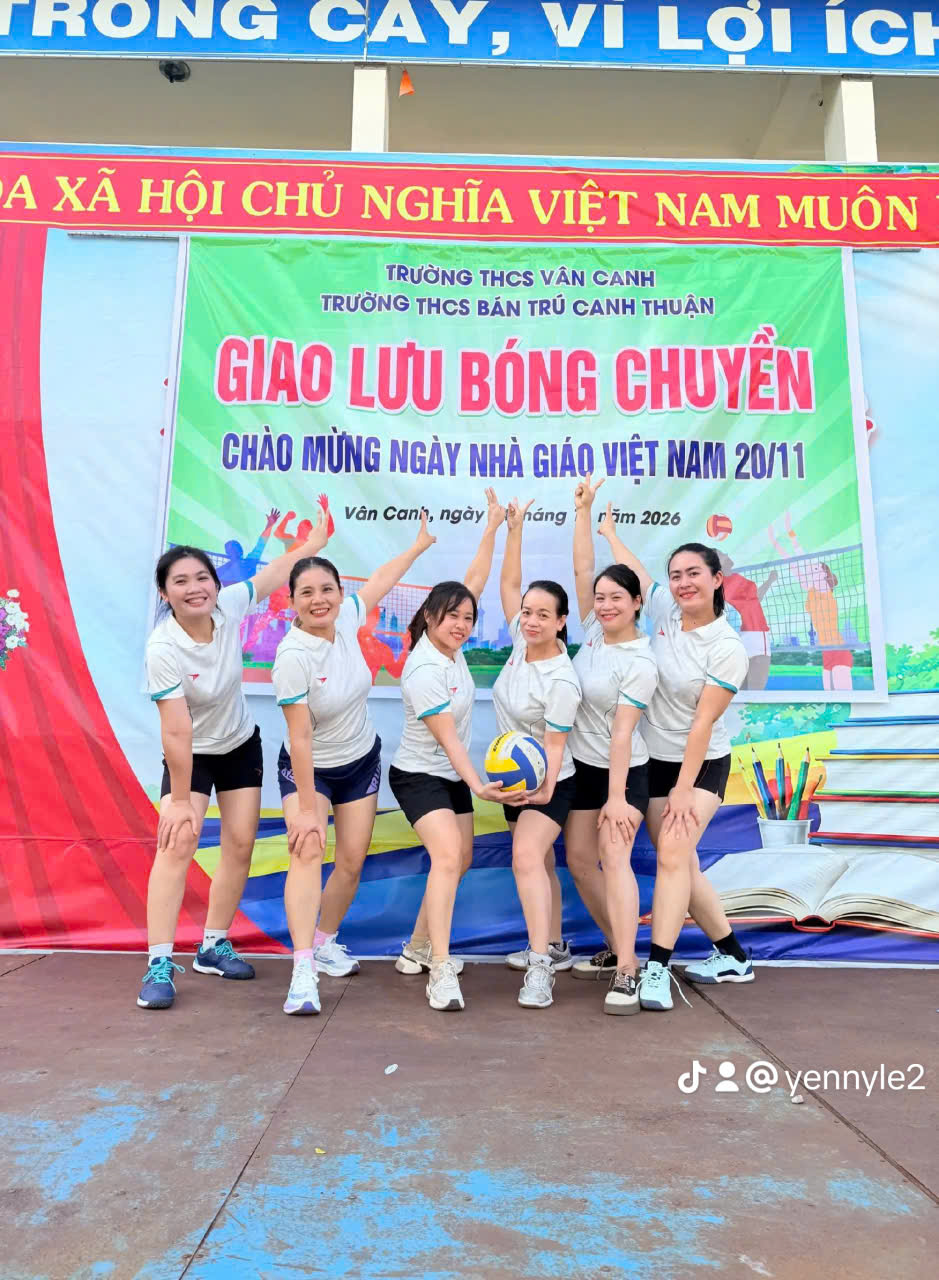 TRỒNG CÂY, VÌ LỢI ÍCH
XÃ HỘI CHỦ NGHĨA VIỆT NAM MUÔN
TRƯỜNG THCS VÂN CANH
TRƯỜNG THCS BÁN TRÚ CANH THUẬN
GIAO LƯU BÓNG CHUYỀN
CHÀO MỪNG NGÀY NHÀ GIÁO VIỆT NAM 20/11
Vân Canh, ngày tháng năm 2026
@yennyle2